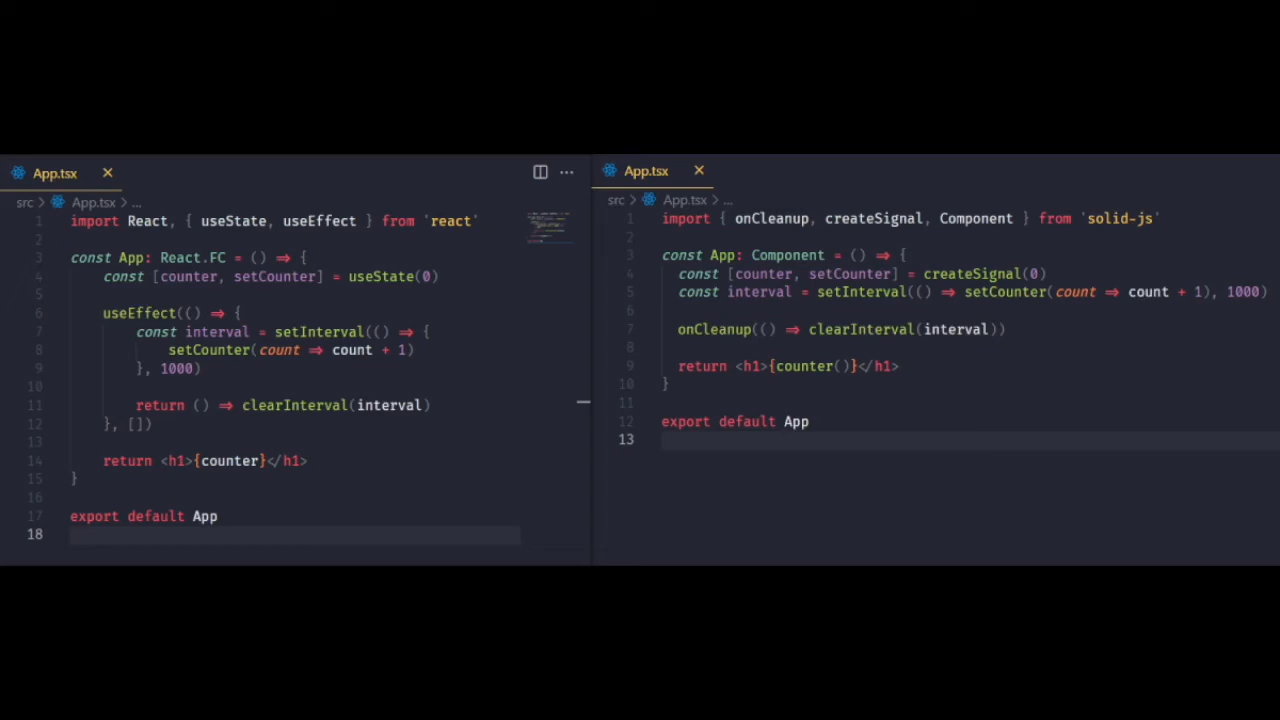 App.tsx ×
src > App.tsx > ...
1 import React, { useState, useEffect } from 'react'
2
3 const App: React.FC = () => {
4     const [counter, setCounter] = useState(0)
5
6     useEffect(() => {
7         const interval = setInterval(() => {
8             setCounter(count => count + 1)
9         }, 1000)
10
11         return () => clearInterval(interval)
12     }, [])
13
14     return <h1>{counter}</h1>
15 }
16
17 export default App
18
App.tsx ×
src > App.tsx > ...
1 import { onCleanup, createSignal, Component } from 'solid-js'
2
3 const App: Component = () => {
4   const [counter, setCounter] = createSignal(0)
5   const interval = setInterval(() => setCounter(count => count + 1), 1000)
6
7   onCleanup(() => clearInterval(interval))
8
9   return <h1>{counter()}</h1>
10 }
11
12 export default App
13